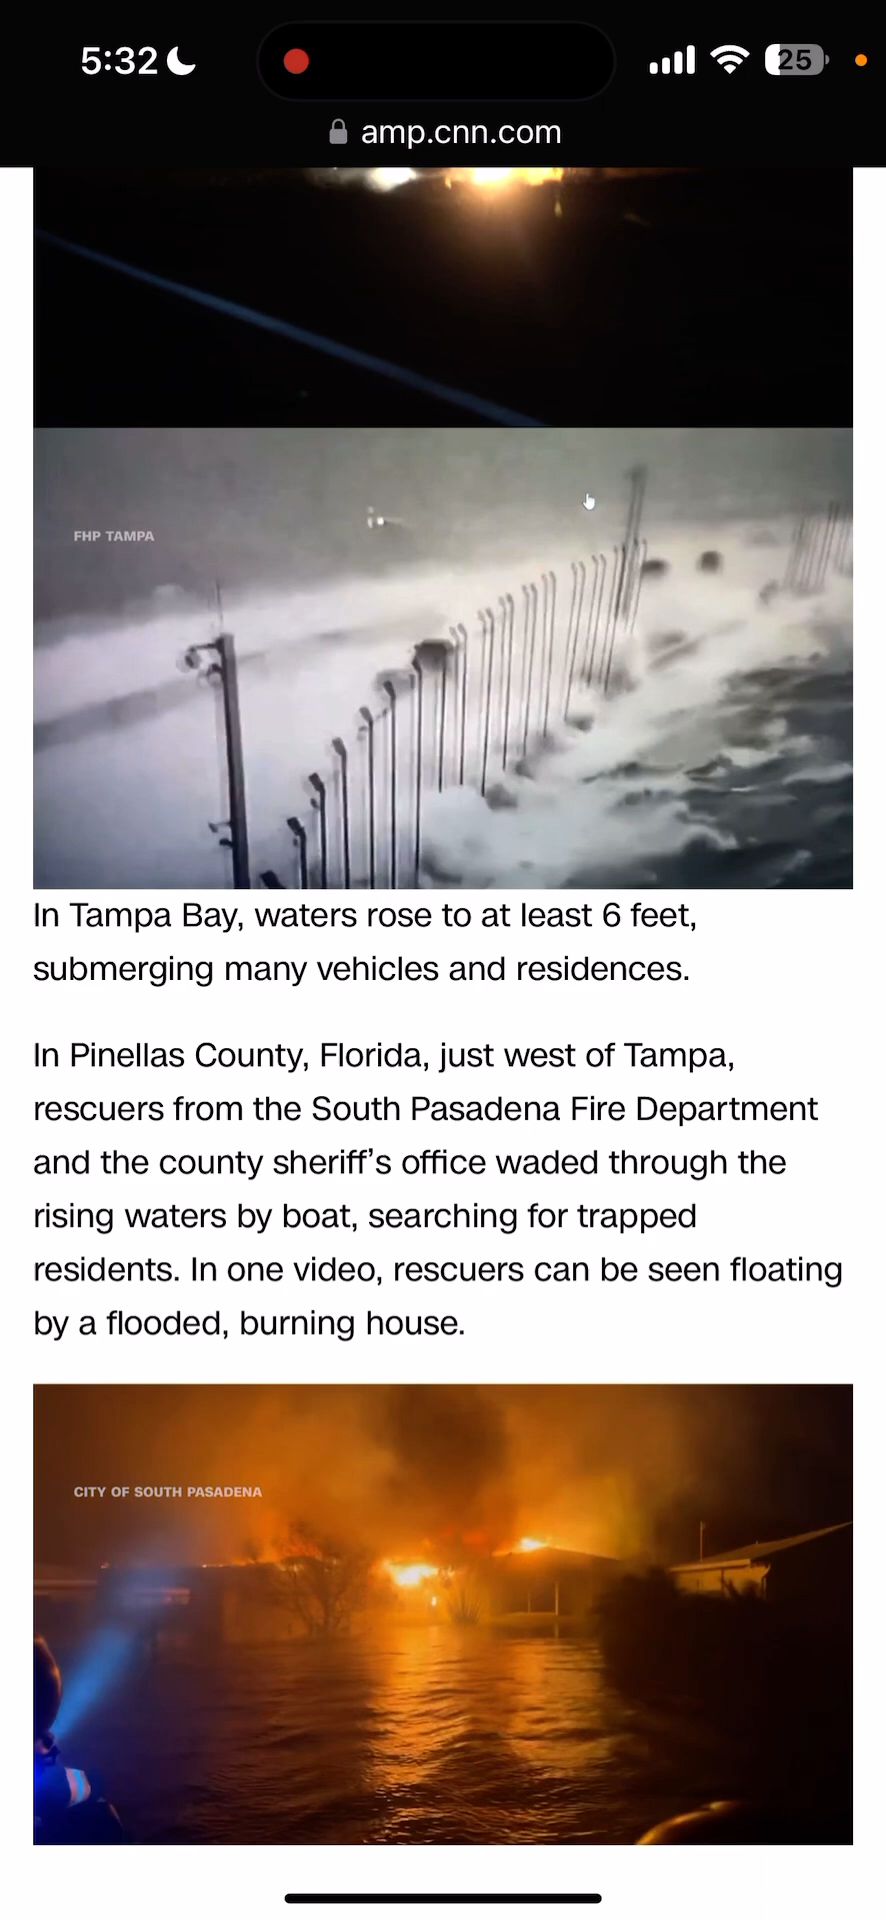 5:32
25
amp.cnn.com
FHP TAMPA
In Tampa Bay, waters rose to at least 6 feet,
submerging many vehicles and residences.
In Pinellas County, Florida, just west of Tampa,
rescuers from the South Pasadena Fire Department
and the county sheriff’s office waded through the
rising waters by boat, searching for trapped
residents. In one video, rescuers can be seen floating
by a flooded, burning house.
CITY OF SOUTH PASADENA